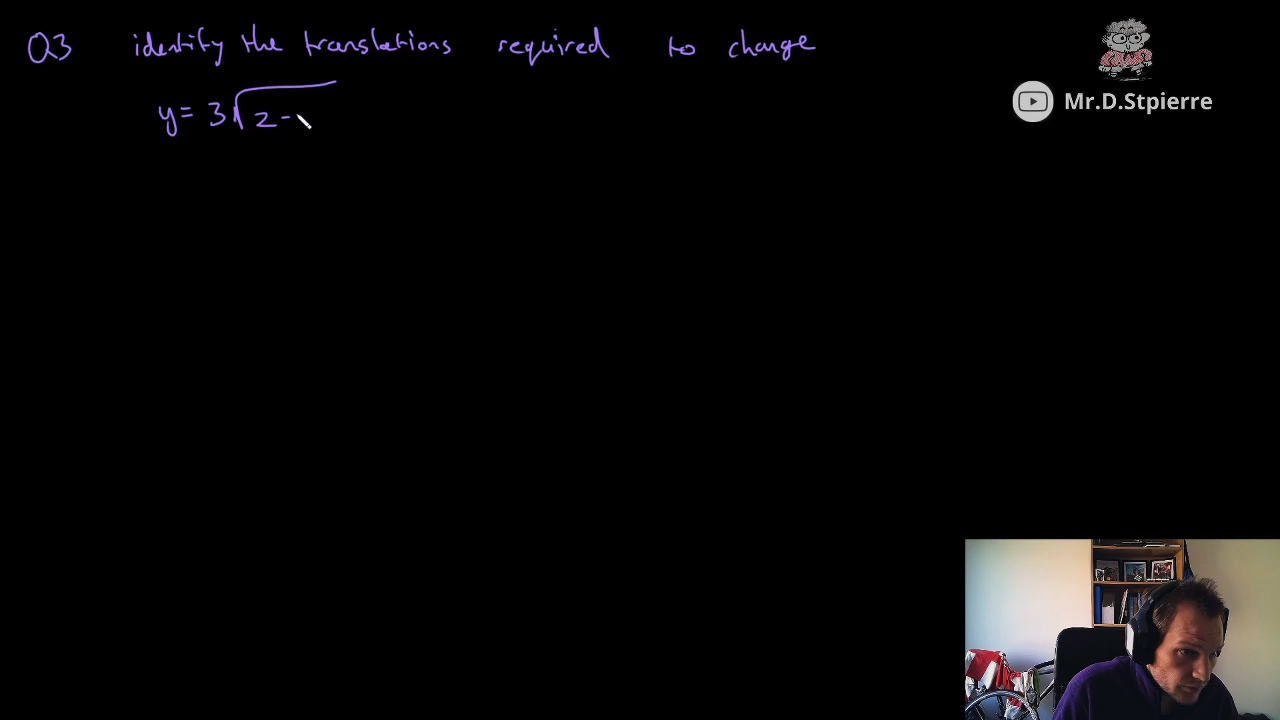 Q3 identify the translations required to change
y = 3√2-
Mr.D.Stpierre